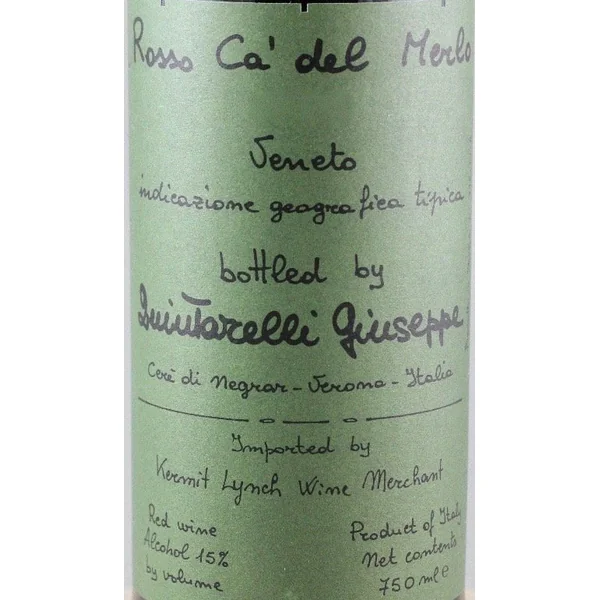 Rosso Ca' del Merlo
Veneto
indicazione geografica tipica
bottled by
Quintarelli Giuseppe
Cerè di Negrar - Verona - Italia
Imported by
Kermit Lynch Wine Merchant
Red wine
Alcohol 15%
by volume
Product of Italy
Net contents
750 ml e